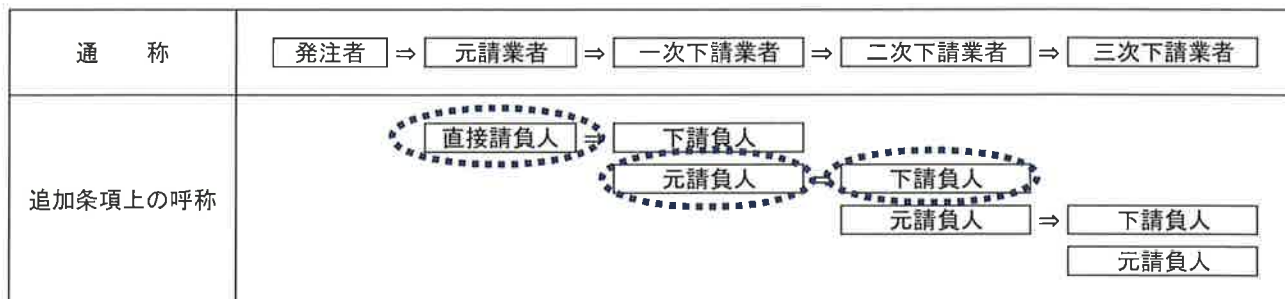 通　　称
発注者 ⇒ 元請業者 ⇒ 一次下請業者 ⇒ 二次下請業者 ⇒ 三次下請業者
追加条項上の呼称
直接請負人 ⇒ 下請負人
元請負人 ⇒ 下請負人
元請負人 ⇒ 下請負人
元請負人